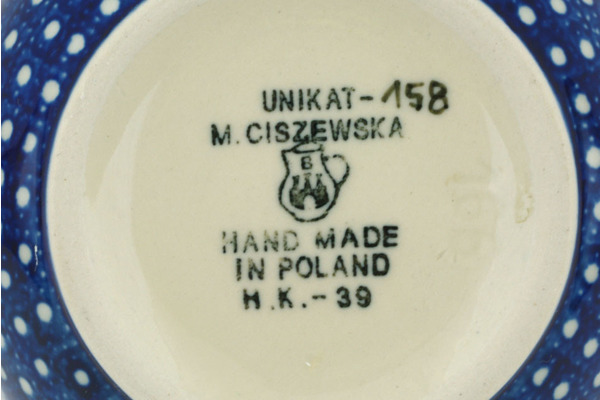 UNIKAT-158
M. CISZEWSKA
B
HAND MADE
IN POLAND
H.K.-39